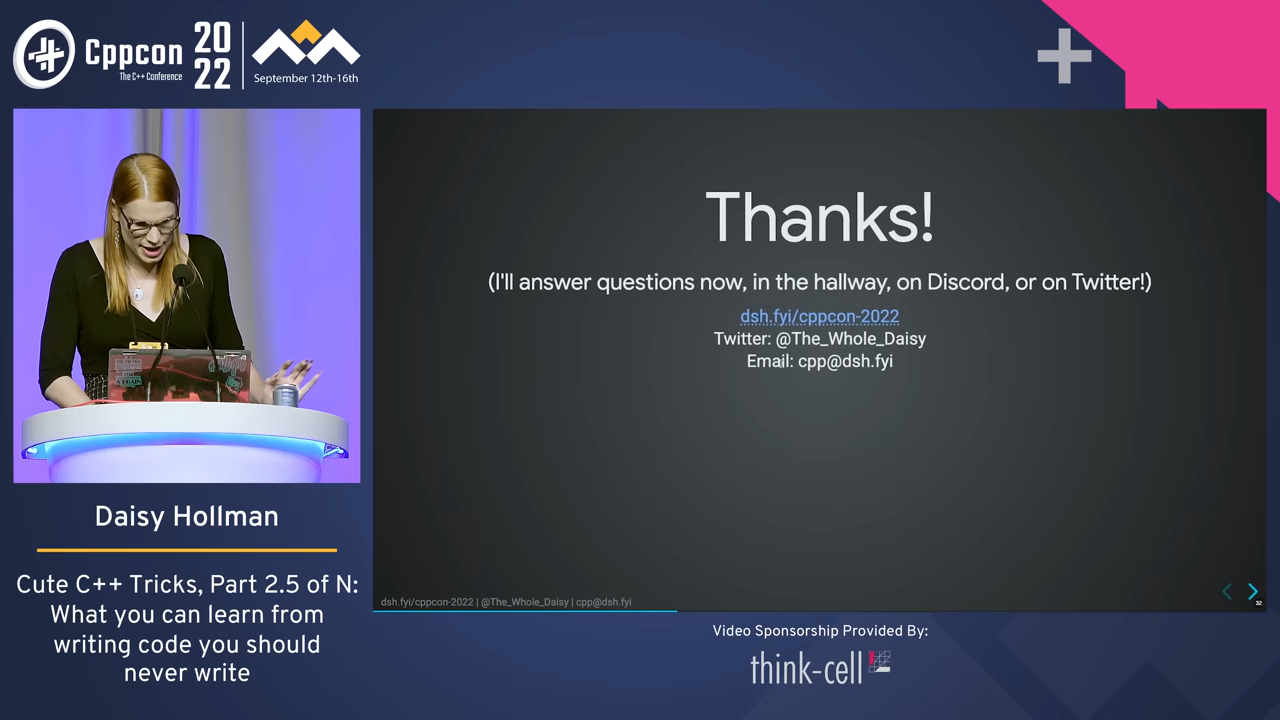 Cppcon
The C++ Conference
20
22
September 12th-16th
Thanks!
(I'll answer questions now, in the hallway, on Discord, or on Twitter!)
dsh.fyi/cppcon-2022
Twitter: @The_Whole_Daisy
Email: cpp@dsh.fyi
dsh.fyi/cppcon-2022 | @The_Whole_Daisy | cpp@dsh.fyi
32
Daisy Hollman
Cute C++ Tricks, Part 2.5 of N:
What you can learn from
writing code you should
never write
Video Sponsorship Provided By:
think-cell